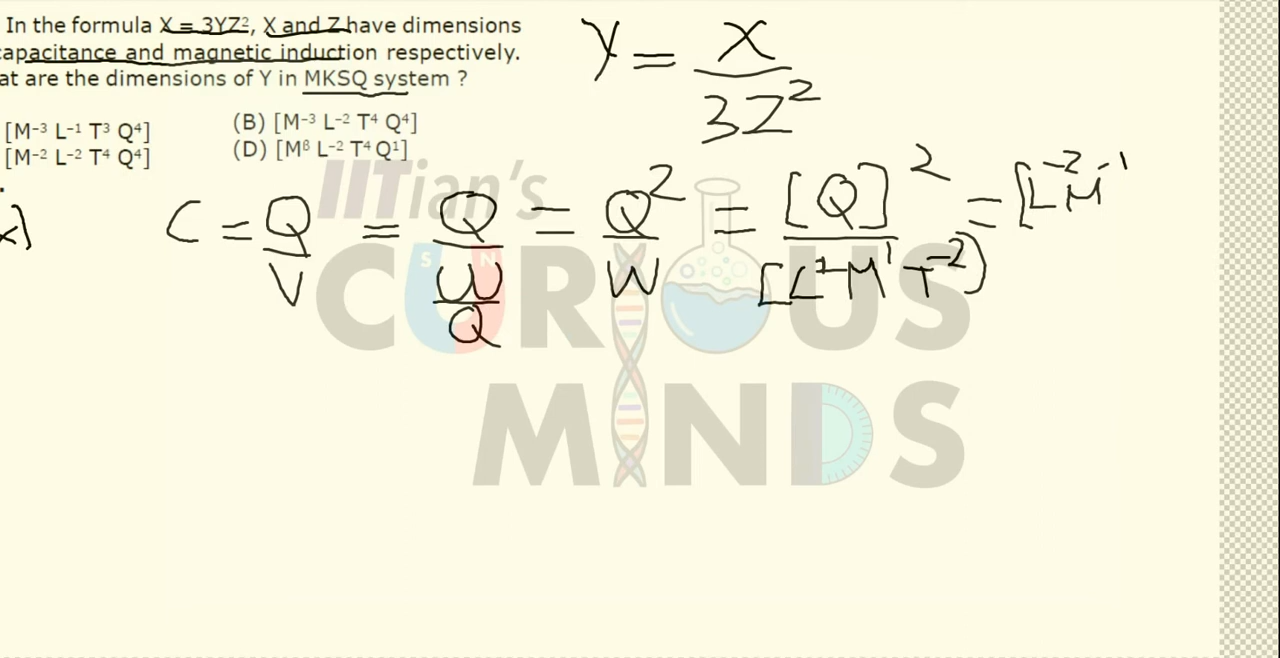 In the formula X = 3YZ², X and Z have dimensions
capacitance and magnetic induction respectively.
at are the dimensions of Y in MKSQ system ?
[M⁻³ L⁻¹ T³ Q⁴] (B) [M⁻³ L⁻² T⁴ Q⁴]
[M⁻² L⁻² T⁴ Q⁴] (D) [M⁸ L⁻² T⁴ Q¹]
Y = X / 3Z²
C = Q/V = Q/(W/Q) = Q²/W = [Q]²/[L²M¹T⁻²] = [L⁻²M⁻¹
IITian's
CURIOUS
MINDS
S N